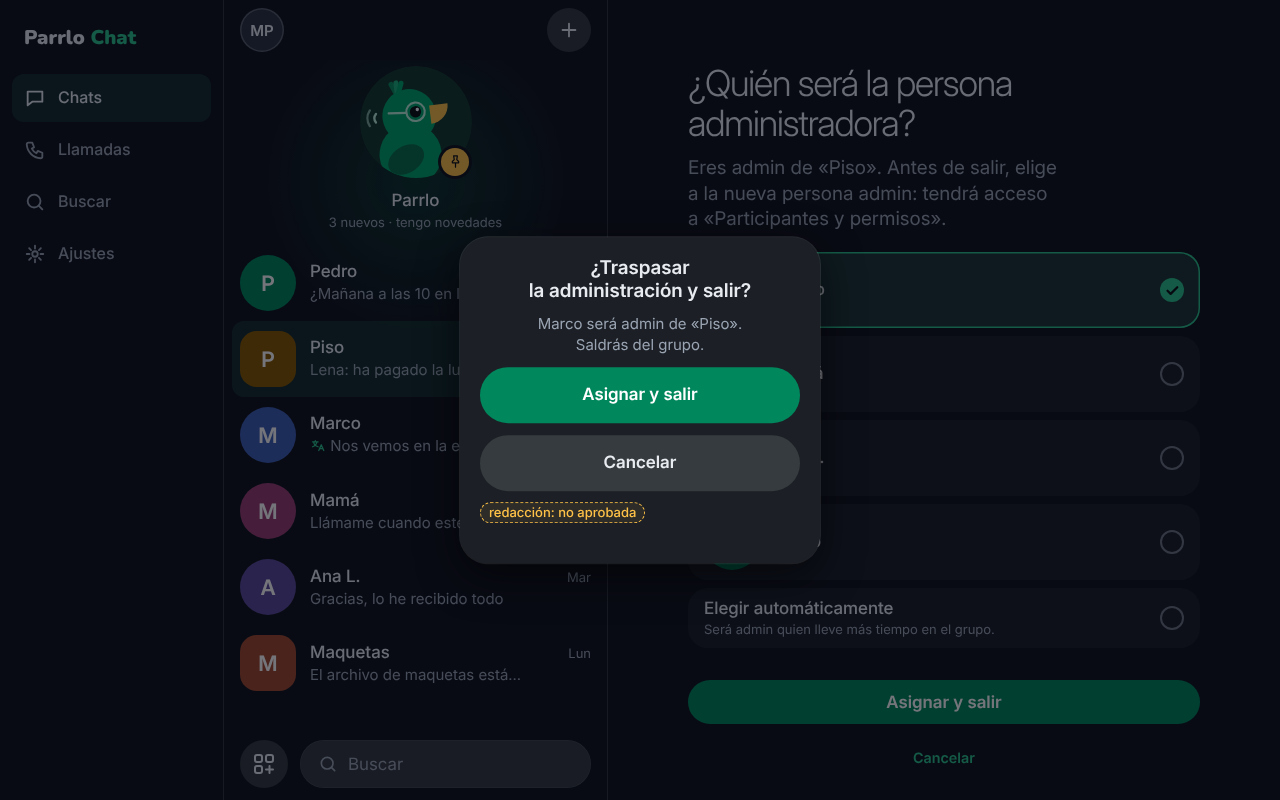 Parrlo Chat
Chats
Llamadas
Buscar
Ajustes
MP
Parrlo
3 nuevos · tengo novedades
P
Pedro
¿Mañana a las 10 en
P
Piso
Lena: ha pagado la
M
Marco
Nos vemos en la
M
Mamá
Llámame cuando
A
Ana L.
Mar
Gracias, lo he recibido todo
M
Maquetas
Lun
El archivo de maquetas está...
Buscar
¿Quién será la persona
administradora?
Eres admin de «Piso». Antes de salir, elige
a la nueva persona admin: tendrá acceso
a «Participantes y permisos».
Elegir automáticamente
Será admin quien lleve más tiempo en el grupo.
Asignar y salir
Cancelar
¿Traspasar
la administración y salir?
Marco será admin de «Piso».
Saldrás del grupo.
Asignar y salir
Cancelar
redacción: no aprobada